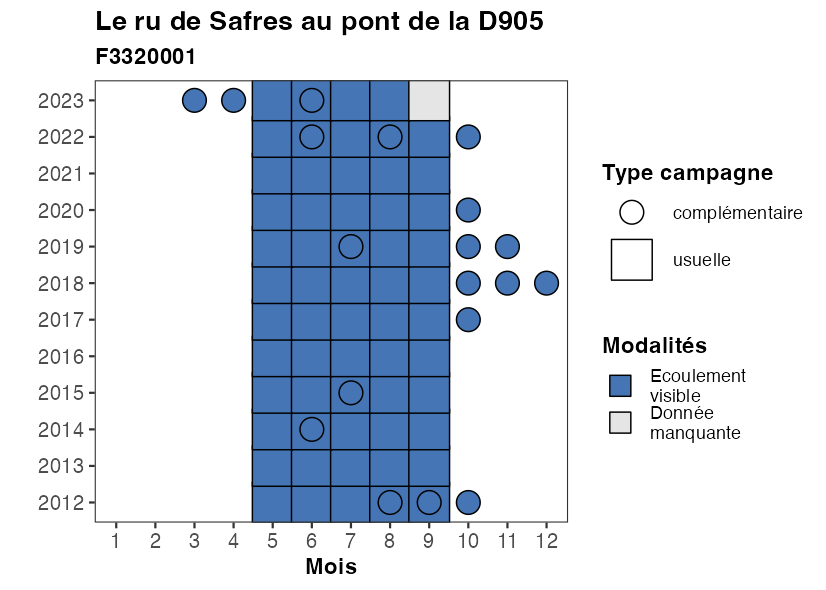 Le ru de Safres au pont de la D905
F3320001
2023
2022
2021
2020
2019
2018
2017
2016
2015
2014
2013
2012
1 2 3 4 5 6 7 8 9 10 11 12
Mois
Type campagne
complémentaire
usuelle
Modalités
Ecoulement
visible
Donnée
manquante